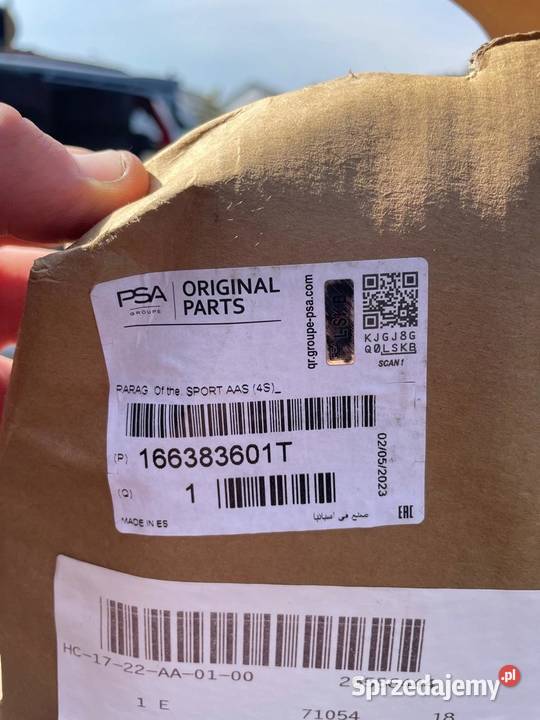 PSA
GROUPE
ORIGINAL
PARTS
qr.groupe-psa.com
LSKB
KJGJ8G
Q0LSKB
SCAN!
PARAG Of the. SPORT AAS (4S)_
(P) 166383601T
(Q) 1
02/05/2023
MADE IN ES
صنع في اسبانيا
EAC
HC-17-22-AA-01-00
1 E
71054
18
Sprzedajemy.pl